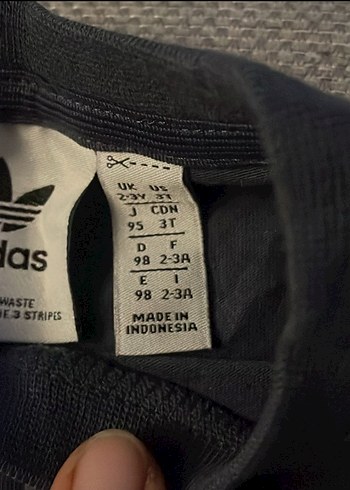 das
WASTE
3 STRIPES
UK US
2-3Y 3T
J CDN
95 3T
D F
98 2-3A
E I
98 2-3A
MADE IN
INDONESIA